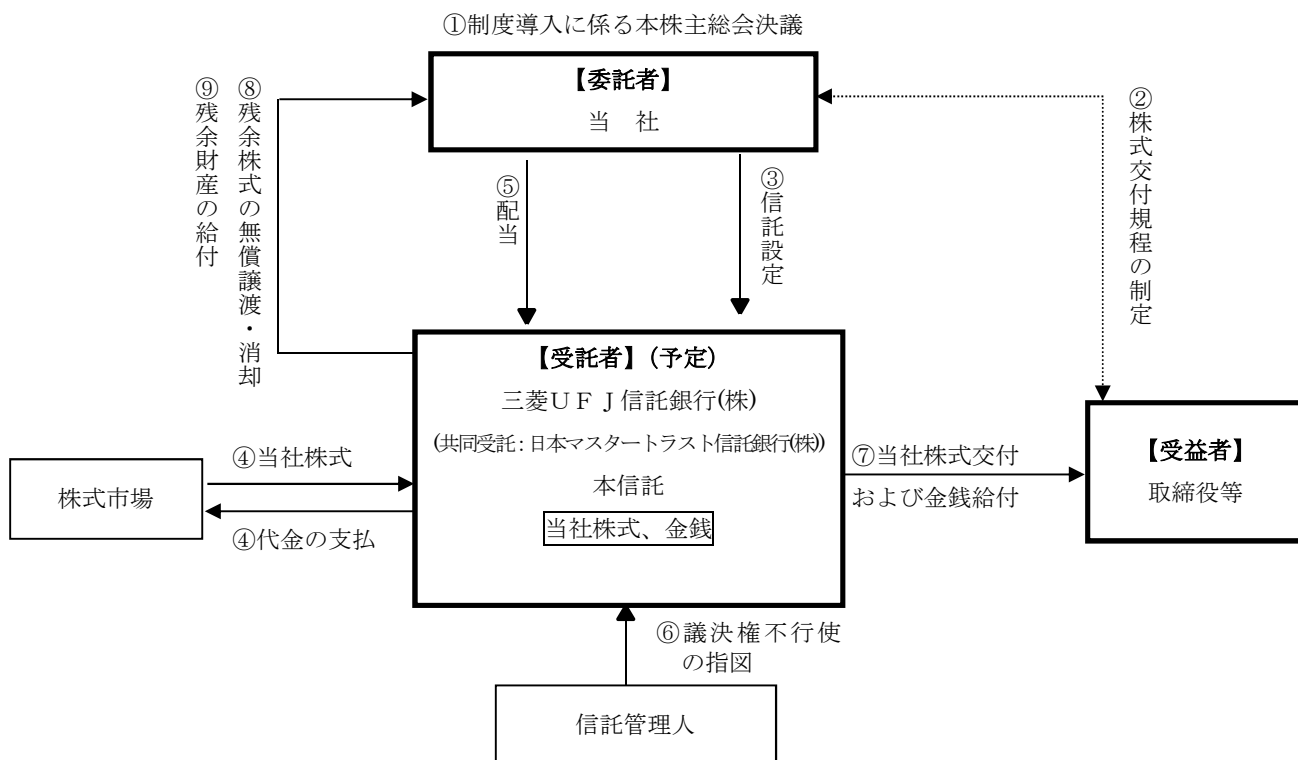 ①制度導入に係る本株主総会決議
【委託者】
当　社
⑨残余財産の給付
⑧残余株式の無償譲渡・消却
⑤配当
③信託設定
②株式交付規程の制定
【受託者】（予定）
三菱ＵＦＪ信託銀行(株)
(共同受託：日本マスタートラスト信託銀行(株))
本信託
当社株式、金銭
④当社株式
株式市場
④代金の支払
⑦当社株式交付
および金銭給付
【受益者】
取締役等
⑥議決権不行使
の指図
信託管理人